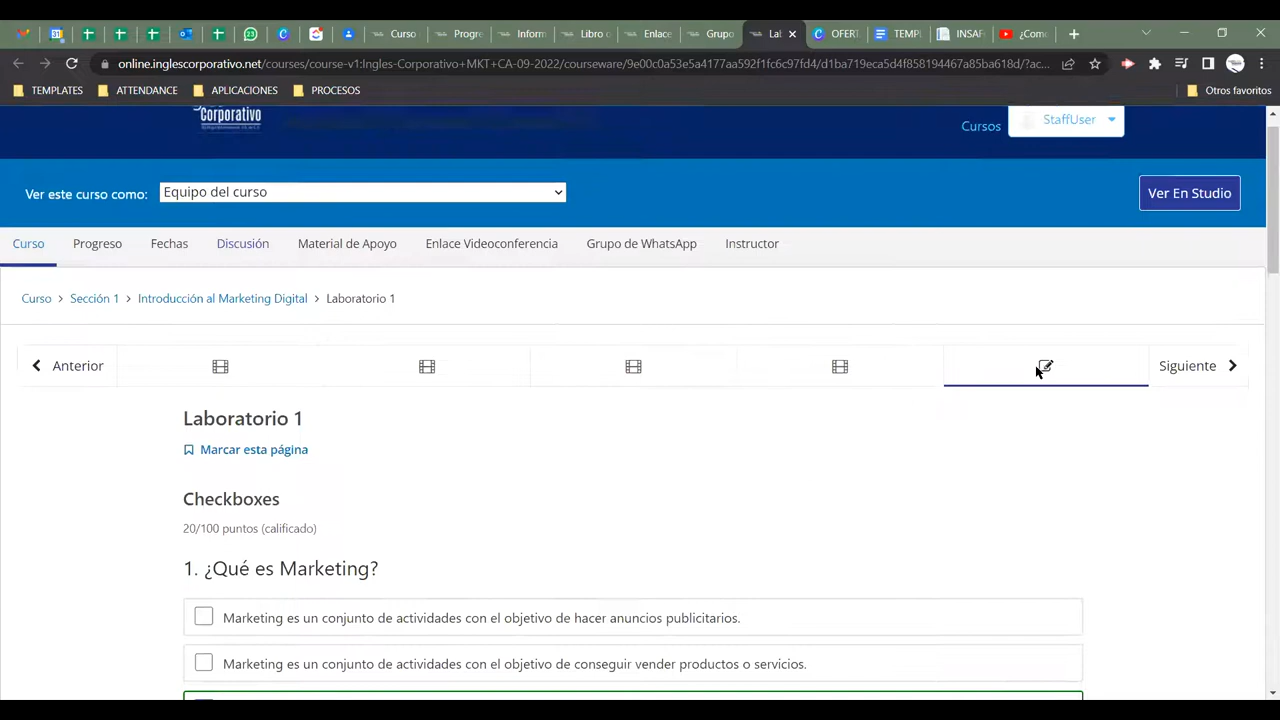 23
31
Curso
Progre
Inform
Libro o
Enlace
Grupo
Lab
OFERT
TEMPL
INSAF
¿Como
online.inglescorporativo.net/courses/course-v1:Ingles-Corporativo+MKT+CA-09-2022/courseware/9e00c0a53e5a4177aa592f1fc6c97fd4/d1ba719eca5d4f858194467a85ba618d/?ac...
TEMPLATES
ATTENDANCE
APLICACIONES
PROCESOS
Otros favoritos
Corporativo
Cursos
StaffUser
Ver este curso como:
Equipo del curso
Ver En Studio
Curso
Progreso
Fechas
Discusión
Material de Apoyo
Enlace Videoconferencia
Grupo de WhatsApp
Instructor
Curso > Sección 1 > Introducción al Marketing Digital > Laboratorio 1
Anterior
Siguiente
Laboratorio 1
Marcar esta página
Checkboxes
20/100 puntos (calificado)
1. ¿Qué es Marketing?
Marketing es un conjunto de actividades con el objetivo de hacer anuncios publicitarios.
Marketing es un conjunto de actividades con el objetivo de conseguir vender productos o servicios.